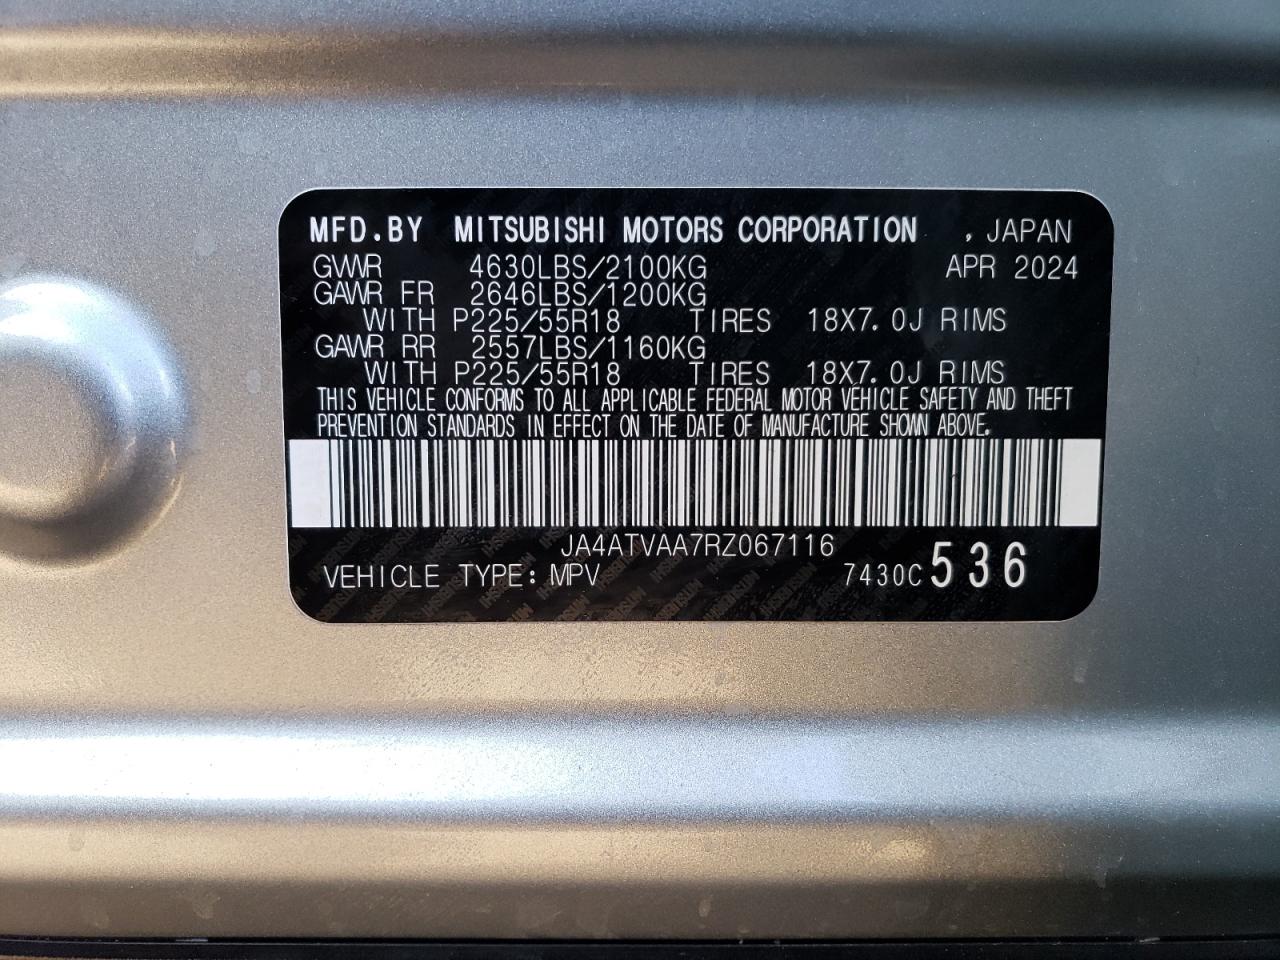 MFD.BY MITSUBISHI MOTORS CORPORATION , JAPAN
GVWR 4630LBS/2100KG APR 2024
GAWR FR 2646LBS/1200KG
WITH P225/55R18 TIRES 18X7.0J RIMS
GAWR RR 2557LBS/1160KG
WITH P225/55R18 TIRES 18X7.0J RIMS
THIS VEHICLE CONFORMS TO ALL APPLICABLE FEDERAL MOTOR VEHICLE SAFETY AND THEFT
PREVENTION STANDARDS IN EFFECT ON THE DATE OF MANUFACTURE SHOWN ABOVE.
JA4ATVAA7RZ067116
VEHICLE TYPE: MPV 7430C 536